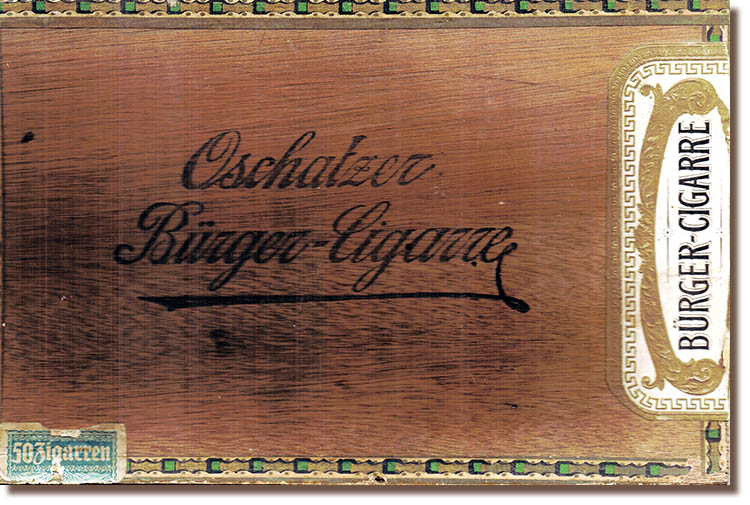 Oschatzer
Bürger-Cigarre
BÜRGER-CIGARRE
50 Zigarren